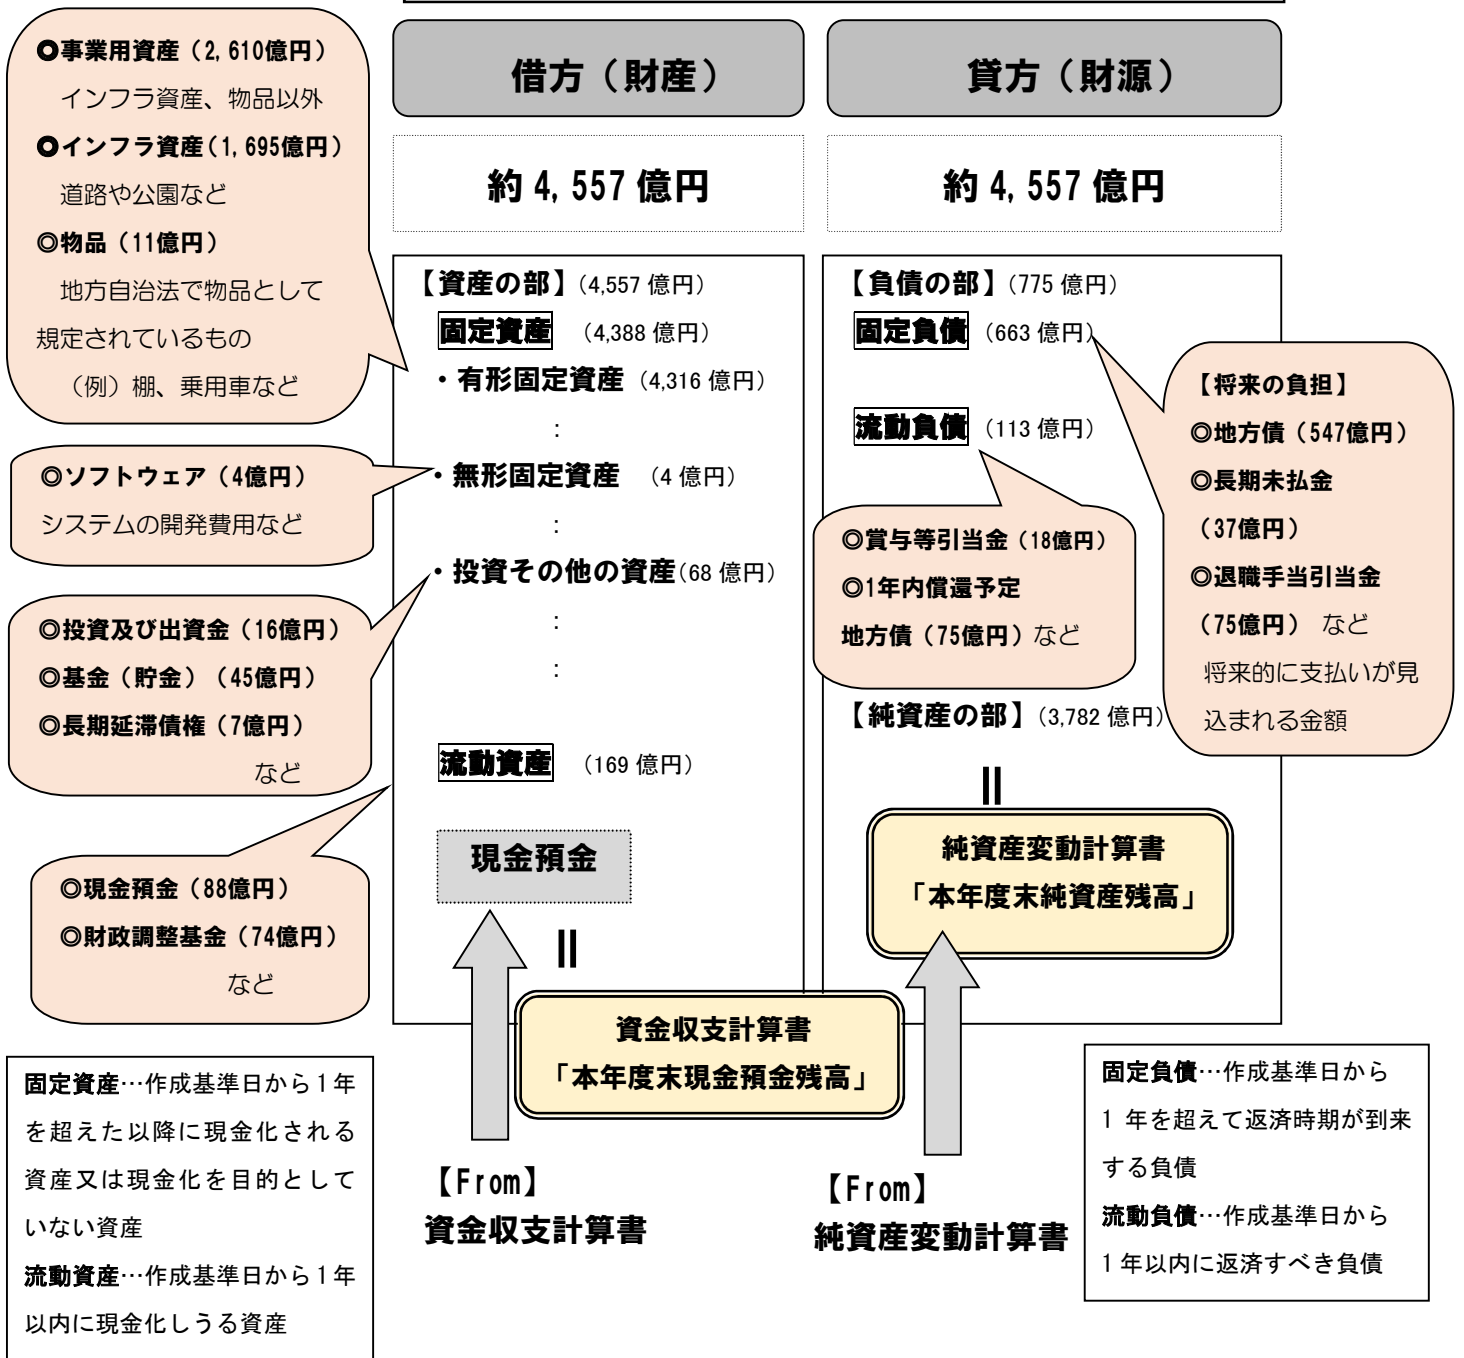 借方（財産）
貸方（財源）
約 4,557 億円
約 4,557 億円
◎事業用資産（2,610億円）
インフラ資産、物品以外
◎インフラ資産（1,695億円）
道路や公園など
◎物品（11億円）
地方自治法で物品として
規定されているもの
（例）棚、乗用車など
◎ソフトウェア（4億円）
システムの開発費用など
◎投資及び出資金（16億円）
◎基金（貯金）（45億円）
◎長期延滞債権（7億円）
など
◎現金預金（88億円）
◎財政調整基金（74億円）
など
【資産の部】（4,557 億円）
固定資産 （4,388 億円）
・有形固定資産（4,316 億円）
：
・無形固定資産 （4 億円）
：
・投資その他の資産（68 億円）
：
：
流動資産 （169 億円）
現金預金
||
資金収支計算書
「本年度末現金預金残高」
【From】
資金収支計算書
【負債の部】（775 億円）
固定負債（663 億円）
流動負債（113 億円）
◎賞与等引当金（18億円）
◎1年内償還予定
地方債（75億円）など
【将来の負担】
◎地方債（547億円）
◎長期未払金
（37億円）
◎退職手当引当金
（75億円） など
将来的に支払いが見
込まれる金額
【純資産の部】（3,782 億円）
||
純資産変動計算書
「本年度末純資産残高」
【From】
純資産変動計算書
固定資産…作成基準日から１年
を超えた以降に現金化される
資産又は現金化を目的として
いない資産
流動資産…作成基準日から１年
以内に現金化しうる資産
固定負債…作成基準日から
１ 年を超えて返済時期が到来
する負債
流動負債…作成基準日から
１年以内に返済すべき負債